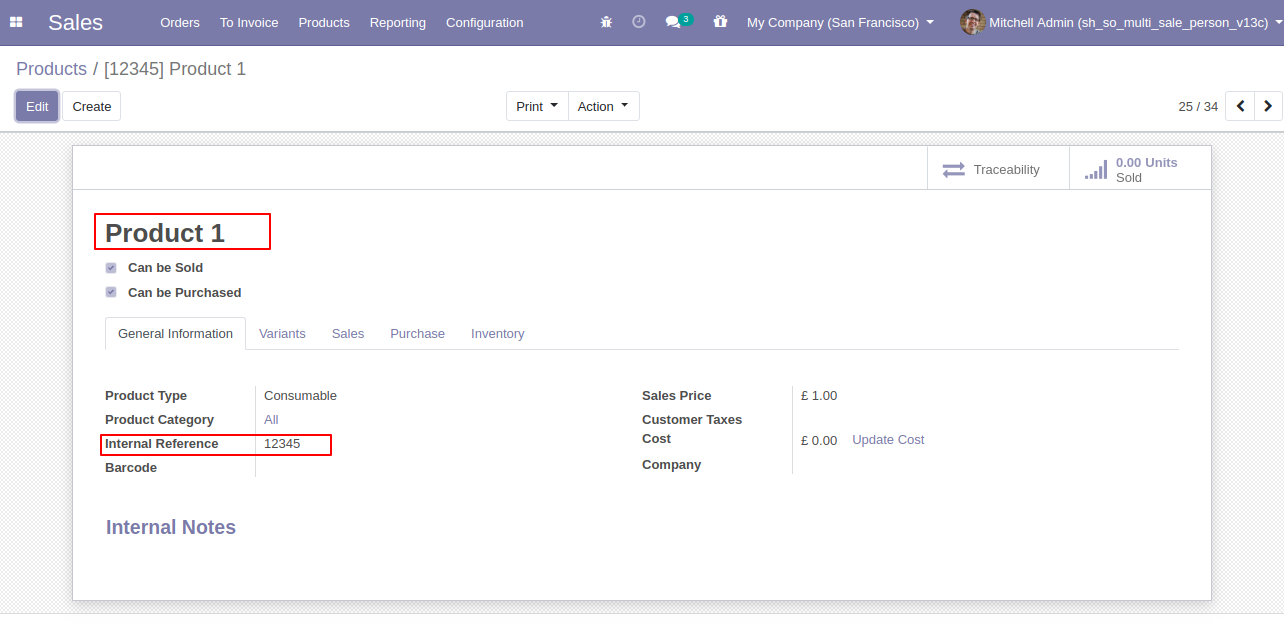 Sales Orders To Invoice Products Reporting Configuration 3 My Company (San Francisco) Mitchell Admin (sh_so_multi_sale_person_v13c)
Products / [12345] Product 1
Edit Create Print Action 25 / 34
Traceability
0.00 Units
Sold
Product 1
Can be Sold
Can be Purchased
General Information Variants Sales Purchase Inventory
Product Type Consumable
Product Category All
Internal Reference 12345
Barcode
Sales Price £ 1.00
Customer Taxes
Cost £ 0.00 Update Cost
Company
Internal Notes